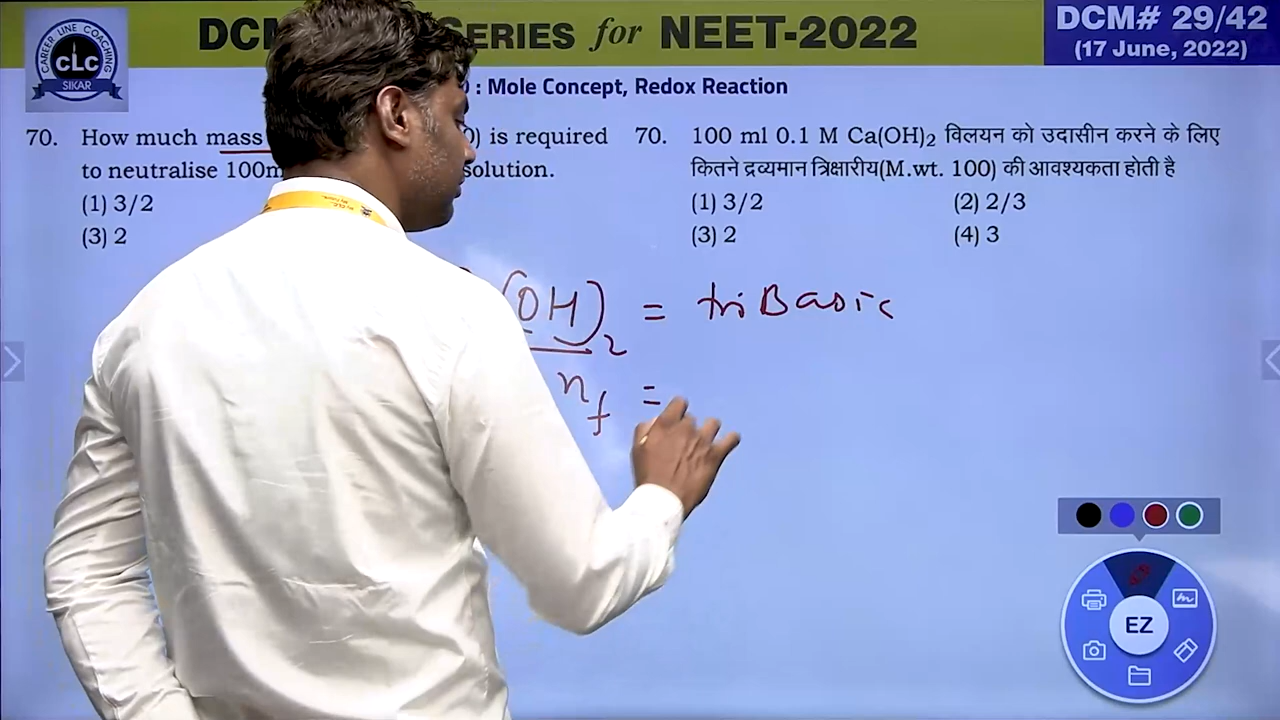 DCM SERIES for NEET-2022
DCM# 29/42
(17 June, 2022)
CAREER LINE COACHING
CLC
SIKAR
: Mole Concept, Redox Reaction
70. How much mass is required
to neutralise 100m solution.
(1) 3/2
(3) 2
70. 100 ml 0.1 M Ca(OH)2 विलयन को उदासीन करने के लिए
कितने द्रव्यमान त्रिक्षारीय(M.wt. 100) की आवश्यकता होती है
(1) 3/2 (2) 2/3
(3) 2 (4) 3
(OH)2 = triBasic
nf =
EZ